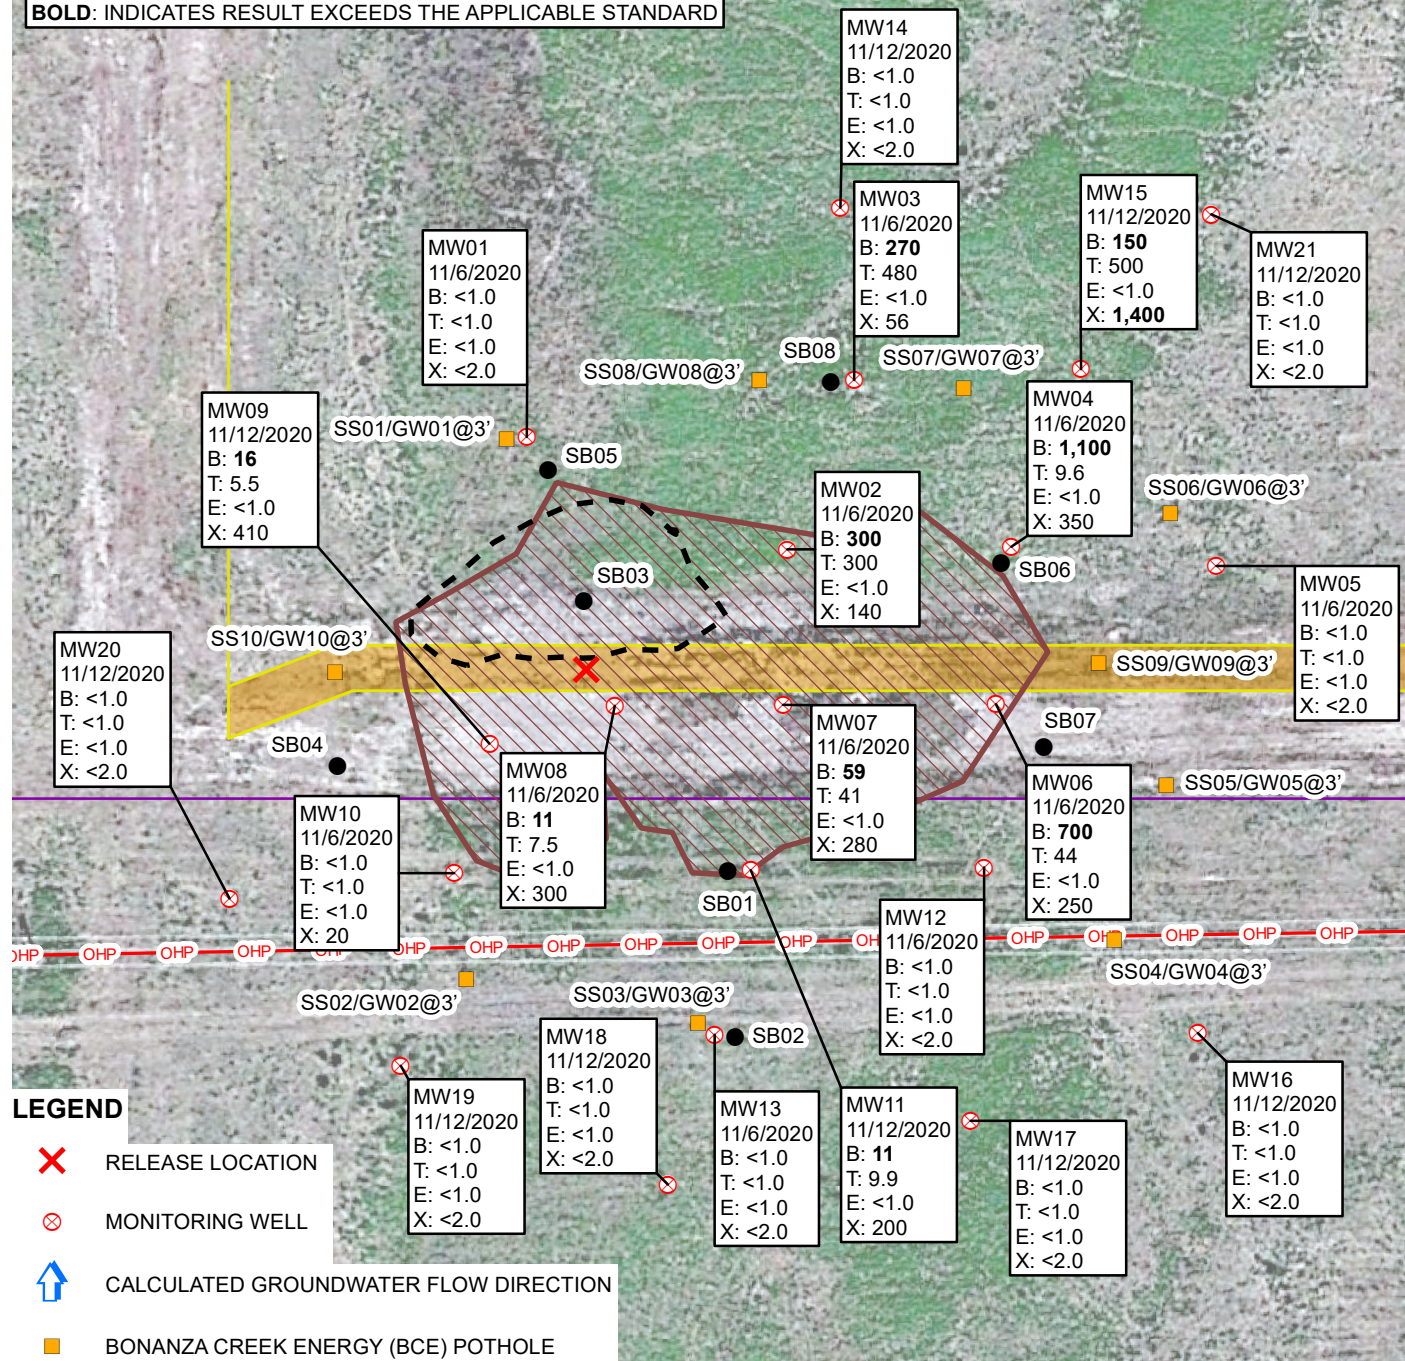 BOLD: INDICATES RESULT EXCEEDS THE APPLICABLE STANDARD
MW14
11/12/2020
B: <1.0
T: <1.0
E: <1.0
X: <2.0
MW03
11/6/2020
B: 270
T: 480
E: <1.0
X: 56
MW15
11/12/2020
B: 150
T: 500
E: <1.0
X: 1,400
MW21
11/12/2020
B: <1.0
T: <1.0
E: <1.0
X: <2.0
MW01
11/6/2020
B: <1.0
T: <1.0
E: <1.0
X: <2.0
SB08
SS07/GW07@3'
SS08/GW08@3'
MW04
11/6/2020
B: 1,100
T: 9.6
E: <1.0
X: 350
MW09
11/12/2020
B: 16
T: 5.5
E: <1.0
X: 410
SS01/GW01@3'
SB05
MW02
11/6/2020
B: 300
T: 300
E: <1.0
X: 140
SS06/GW06@3'
SB03
SB06
MW05
11/6/2020
B: <1.0
T: <1.0
E: <1.0
X: <2.0
MW20
11/12/2020
B: <1.0
T: <1.0
E: <1.0
X: <2.0
SS10/GW10@3'
SS09/GW09@3'
SB04
MW08
11/6/2020
B: 11
T: 7.5
E: <1.0
X: 300
MW07
11/6/2020
B: 59
T: 41
E: <1.0
X: 280
SB07
MW06
11/6/2020
B: 700
T: 44
E: <1.0
X: 250
SS05/GW05@3'
MW10
11/6/2020
B: <1.0
T: <1.0
E: <1.0
X: 20
SB01
MW12
11/6/2020
B: <1.0
T: <1.0
E: <1.0
X: <2.0
OHP OHP OHP OHP OHP OHP OHP OHP OHP OHP OHP OHP OHP OHP OHP
SS04/GW04@3'
SS02/GW02@3'
SS03/GW03@3'
SB02
MW18
11/12/2020
B: <1.0
T: <1.0
E: <1.0
X: <2.0
MW19
11/12/2020
B: <1.0
T: <1.0
E: <1.0
X: <2.0
MW13
11/6/2020
B: <1.0
T: <1.0
E: <1.0
X: <2.0
MW11
11/12/2020
B: 11
T: 9.9
E: <1.0
X: 200
MW17
11/12/2020
B: <1.0
T: <1.0
E: <1.0
X: <2.0
MW16
11/12/2020
B: <1.0
T: <1.0
E: <1.0
X: <2.0
LEGEND
RELEASE LOCATION
MONITORING WELL
CALCULATED GROUNDWATER FLOW DIRECTION
BONANZA CREEK ENERGY (BCE) POTHOLE